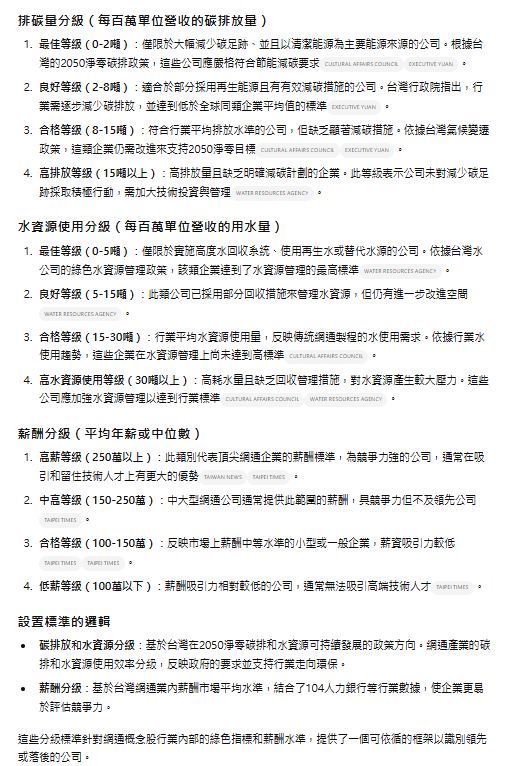 排碳量分級（每百萬單位營收的碳排放量）
1. 最佳等級（0-2噸）：僅限於大幅減少碳足跡、並且以清潔能源為主要能源來源的公司。根據台
灣的2050淨零碳排政策，這些公司應嚴格符合節能減碳要求 CULTURAL AFFAIRS COUNCIL EXECUTIVE YUAN 。
2. 良好等級（2-8噸）：適合於部分採用再生能源且有有效減碳措施的公司。台灣行政院指出，行
業需逐步減少碳排放，並達到低於全球同類企業平均值的標準 EXECUTIVE YUAN 。
3. 合格等級（8-15噸）：符合行業平均排放水準的公司，但缺乏顯著減碳措施。依據台灣氣候變遷
政策，這類企業仍需改進來支持2050淨零目標 CULTURAL AFFAIRS COUNCIL EXECUTIVE YUAN 。
4. 高排放等級（15噸以上）：高排放量且缺乏明確減碳計劃的企業。此等級表示公司未對減少碳足
跡採取積極行動，需加大技術投資與管理 WATER RESOURCES AGENCY 。
水資源使用分級（每百萬單位營收的用水量）
1. 最佳等級（0-5噸）：僅限於實施高度水回收系統、使用再生水或替代水源的公司。依據台灣水
公司的綠色水資源管理政策，該類企業達到了水資源管理的最高標準 WATER RESOURCES AGENCY 。
2. 良好等級（5-15噸）：此類公司已採用部分回收措施來管理水資源，但仍有進一步改進空間
WATER RESOURCES AGENCY 。
3. 合格等級（15-30噸）：行業平均水資源使用量，反映傳統網通製程的水使用需求。依據行業水
使用趨勢，這些企業在水資源管理上尚未達到高標準 CULTURAL AFFAIRS COUNCIL 。
4. 高水資源使用等級（30噸以上）：高耗水量且缺乏回收管理措施，對水資源產生較大壓力。這些
公司應加強水資源管理以達到行業標準 CULTURAL AFFAIRS COUNCIL WATER RESOURCES AGENCY 。
薪酬分級（平均年薪或中位數）
1. 高薪等級（250萬以上）：此類別代表頂尖網通企業的薪酬標準，為競爭力強的公司，通常在吸
引和留住技術人才上有更大的優勢 TAIWAN NEWS TAIPEI TIMES 。
2. 中高等級（150-250萬）：中大型網通公司通常提供此範圍的薪酬，具競爭力但不及領先公司
TAIPEI TIMES 。
3. 合格等級（100-150萬）：反映市場上薪酬中等水準的小型或一般企業，薪資吸引力較低
TAIPEI TIMES TAIPEI TIMES 。
4. 低薪等級（100萬以下）：薪酬吸引力相對較低的公司，通常無法吸引高端技術人才 TAIPEI TIMES 。
設置標準的邏輯
• 碳排放和水資源分級：基於台灣在2050淨零碳排和水資源可持續發展的政策方向。網通產業的碳
排和水資源使用效率分級，反映政府的要求並支持行業走向環保。
• 薪酬分級：基於台灣網通業內薪酬市場平均水準，結合了104人力銀行等行業數據，使企業更易
於評估競爭力。
這些分級標準針對網通概念股行業內部的綠色指標和薪酬水準，提供了一個可依循的框架以識別領先
或落後的公司。